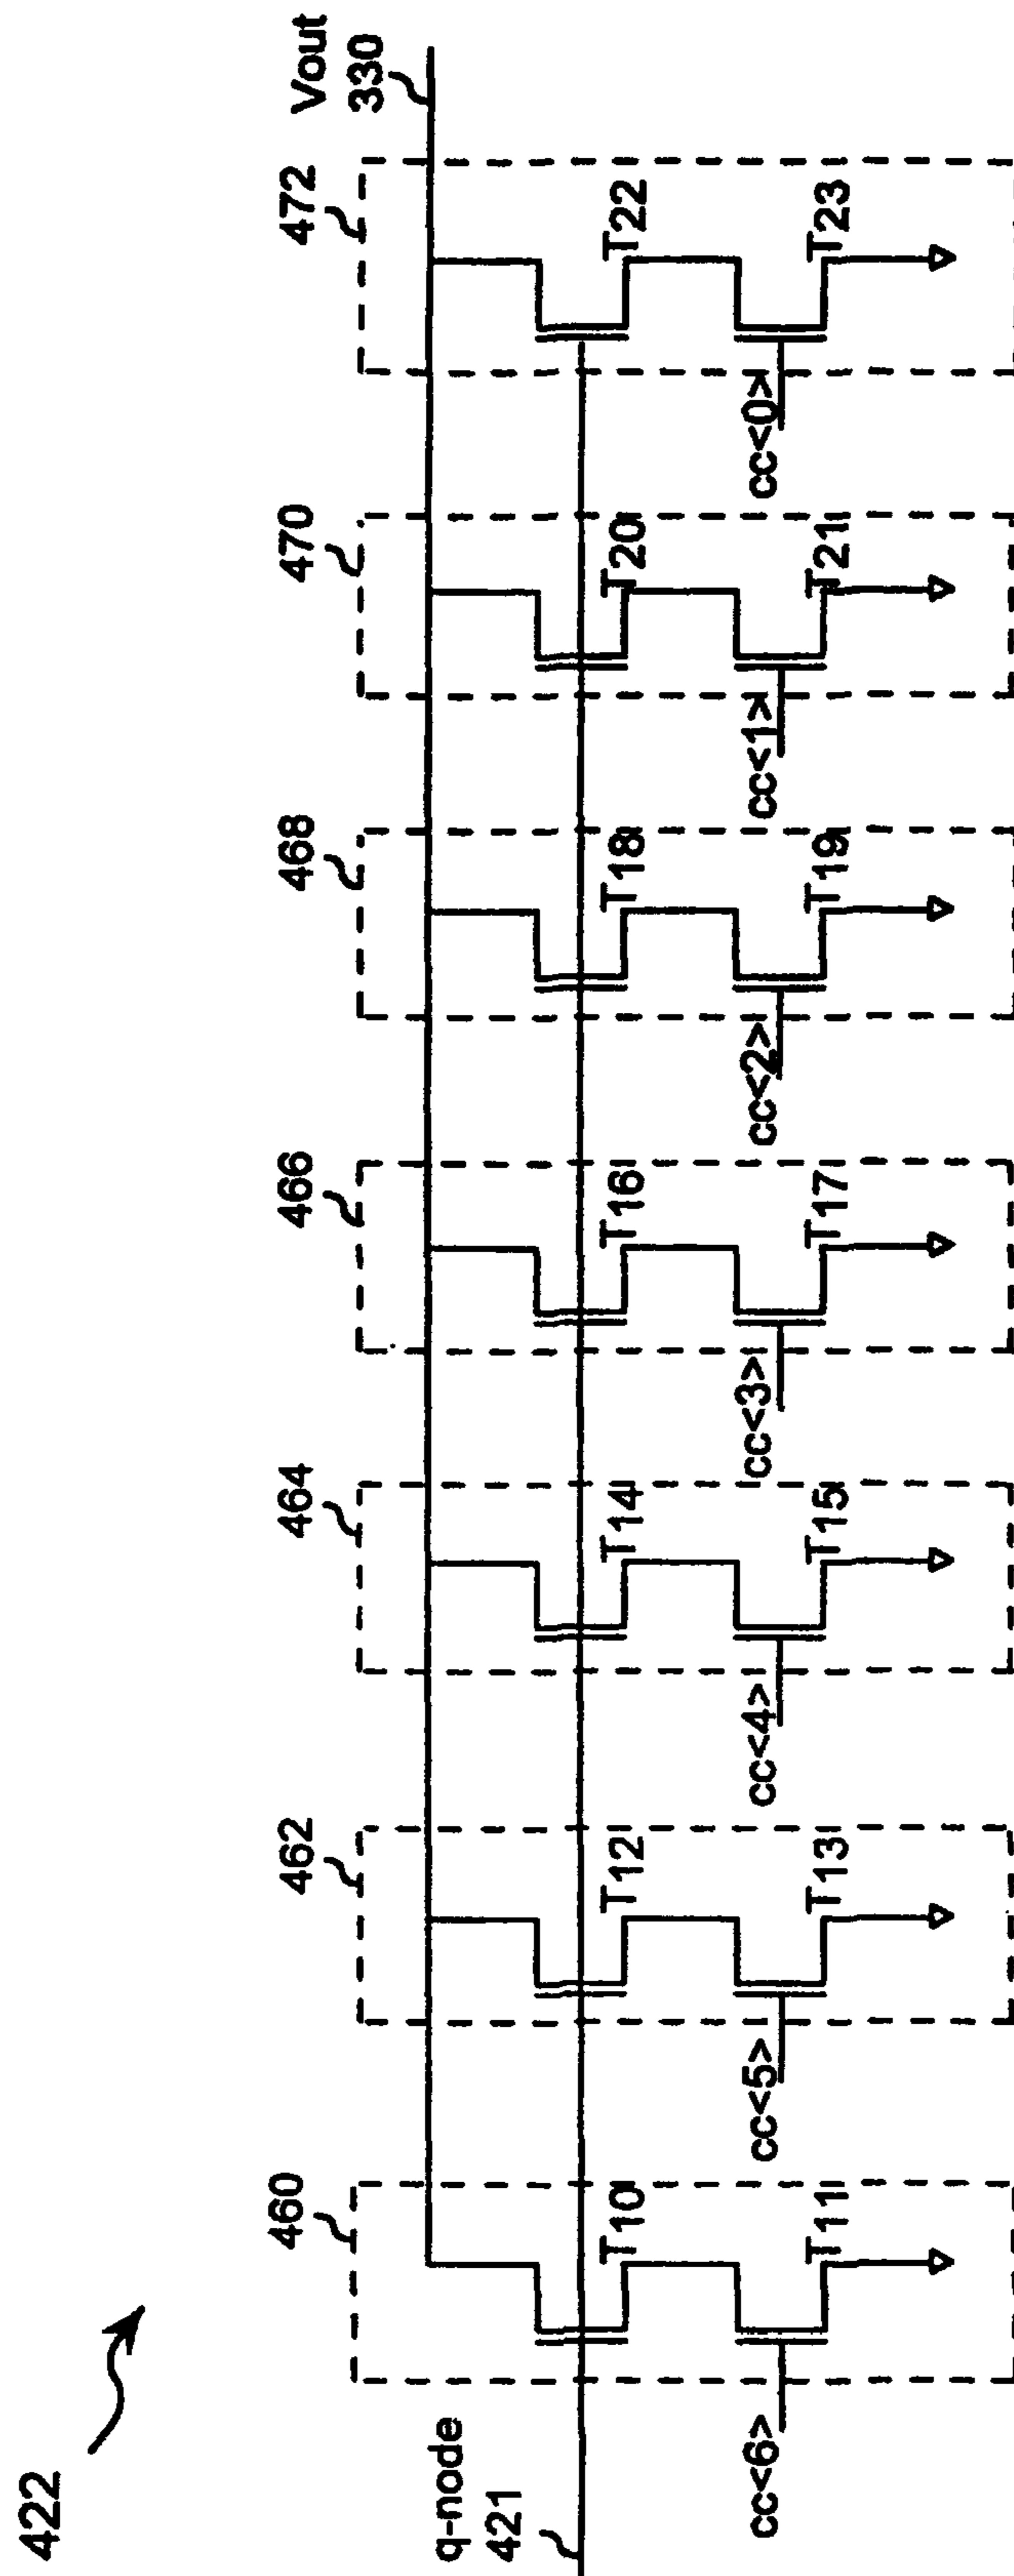 422
Vout
330
460
462
464
466
468
470
472
q-node
421
T10
T12
T14
T16
T18
T20
T22
T11
T13
T15
T17
T19
T21
T23
cc<6>
cc<5>
cc<4>
cc<3>
cc<2>
cc<1>
cc<0>